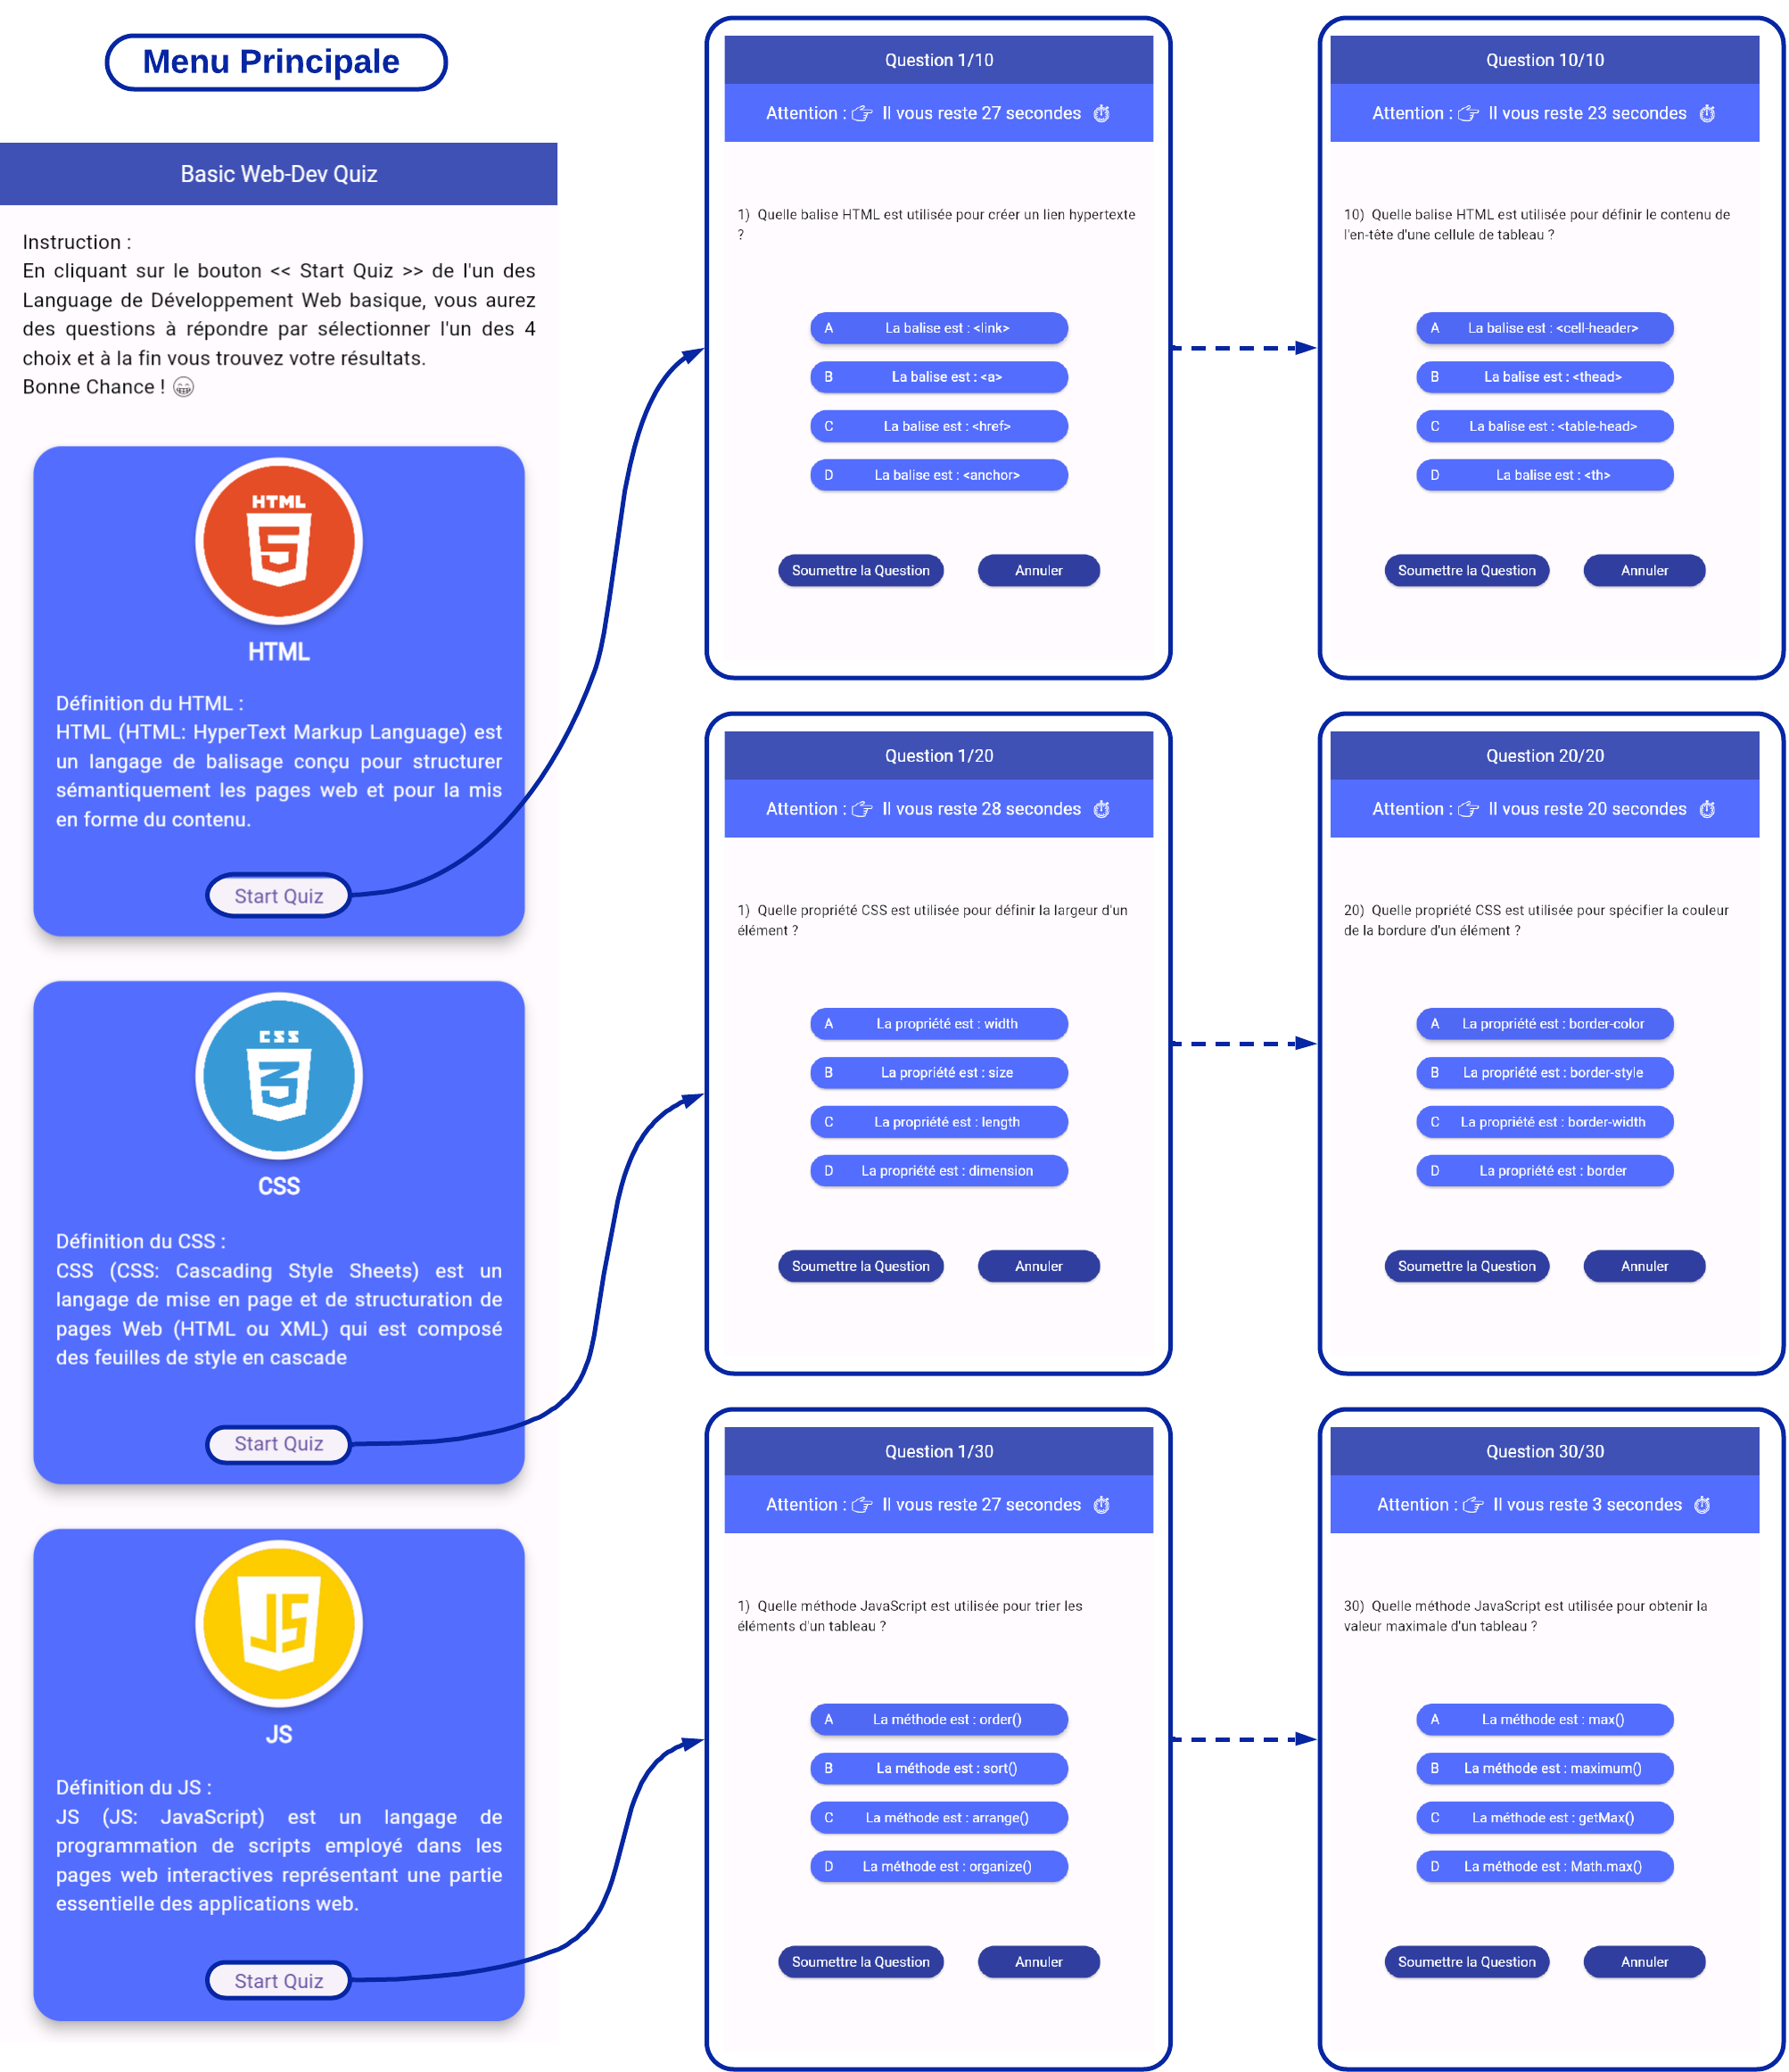 Menu Principale
Basic Web-Dev Quiz
Instruction :
En cliquant sur le bouton << Start Quiz >> de l'un des
Language de Développement Web basique, vous aurez
des questions à répondre par sélectionner l'un des 4
choix et à la fin vous trouvez votre résultats.
Bonne Chance ! 😁
HTML
5
HTML
Définition du HTML :
HTML (HTML: HyperText Markup Language) est
un langage de balisage conçu pour structurer
sémantiquement les pages web et pour la mis
en forme du contenu.
Start Quiz
CSS
3
CSS
Définition du CSS :
CSS (CSS: Cascading Style Sheets) est un
langage de mise en page et de structuration de
pages Web (HTML ou XML) qui est composé
des feuilles de style en cascade
Start Quiz
JS
JS
Définition du JS :
JS (JS: JavaScript) est un langage de
programmation de scripts employé dans les
pages web interactives représentant une partie
essentielle des applications web.
Start Quiz
Question 1/10
Attention : 👉 Il vous reste 27 secondes ⏱
1) Quelle balise HTML est utilisée pour créer un lien hypertexte
?
A La balise est : <link>
B La balise est : <a>
C La balise est : <href>
D La balise est : <anchor>
Soumettre la Question Annuler
Question 10/10
Attention : 👉 Il vous reste 23 secondes ⏱
10) Quelle balise HTML est utilisée pour définir le contenu de
l'en-tête d'une cellule de tableau ?
A La balise est : <cell-header>
B La balise est : <thead>
C La balise est : <table-head>
D La balise est : <th>
Soumettre la Question Annuler
Question 1/20
Attention : 👉 Il vous reste 28 secondes ⏱
1) Quelle propriété CSS est utilisée pour définir la largeur d'un
élément ?
A La propriété est : width
B La propriété est : size
C La propriété est : length
D La propriété est : dimension
Soumettre la Question Annuler
Question 20/20
Attention : 👉 Il vous reste 20 secondes ⏱
20) Quelle propriété CSS est utilisée pour spécifier la couleur
de la bordure d'un élément ?
A La propriété est : border-color
B La propriété est : border-style
C La propriété est : border-width
D La propriété est : border
Soumettre la Question Annuler
Question 1/30
Attention : 👉 Il vous reste 27 secondes ⏱
1) Quelle méthode JavaScript est utilisée pour trier les
éléments d'un tableau ?
A La méthode est : order()
B La méthode est : sort()
C La méthode est : arrange()
D La méthode est : organize()
Soumettre la Question Annuler
Question 30/30
Attention : 👉 Il vous reste 3 secondes ⏱
30) Quelle méthode JavaScript est utilisée pour obtenir la
valeur maximale d'un tableau ?
A La méthode est : max()
B La méthode est : maximum()
C La méthode est : getMax()
D La méthode est : Math.max()
Soumettre la Question Annuler